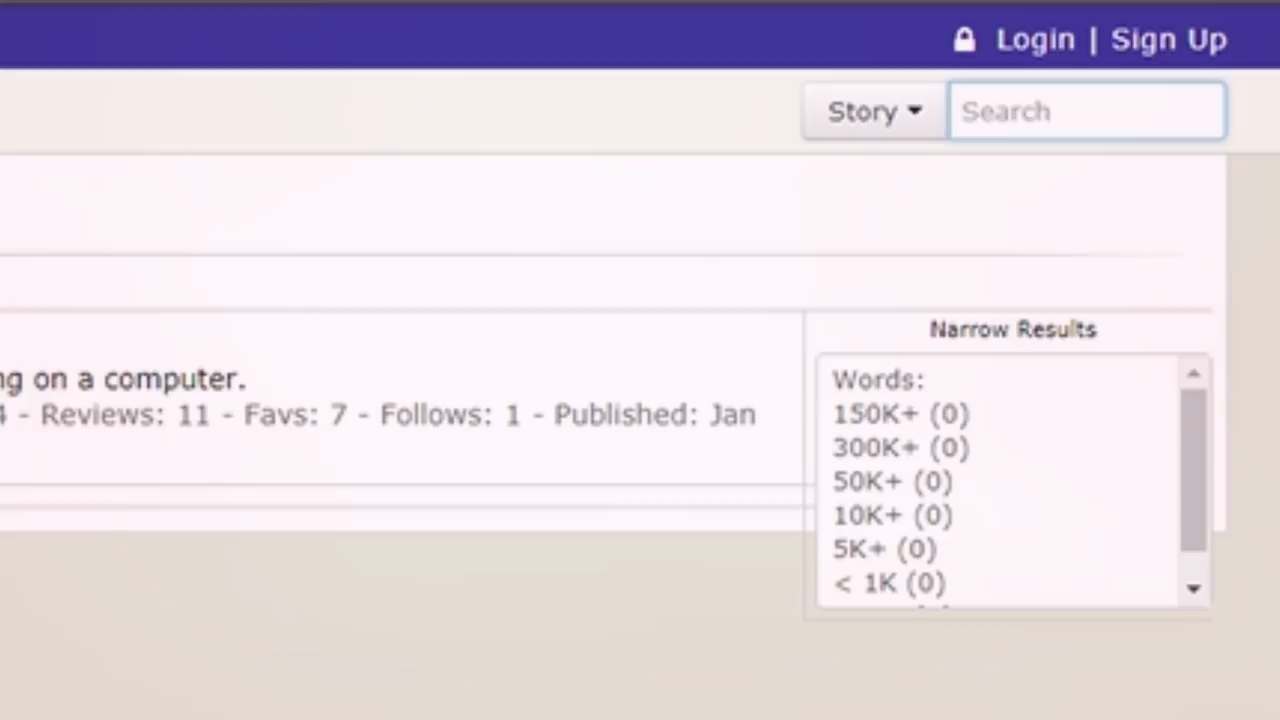 Login | Sign Up
Story
Search
Narrow Results
ng on a computer.
4 - Reviews: 11 - Favs: 7 - Follows: 1 - Published: Jan
Words:
150K+ (0)
300K+ (0)
50K+ (0)
10K+ (0)
5K+ (0)
< 1K (0)